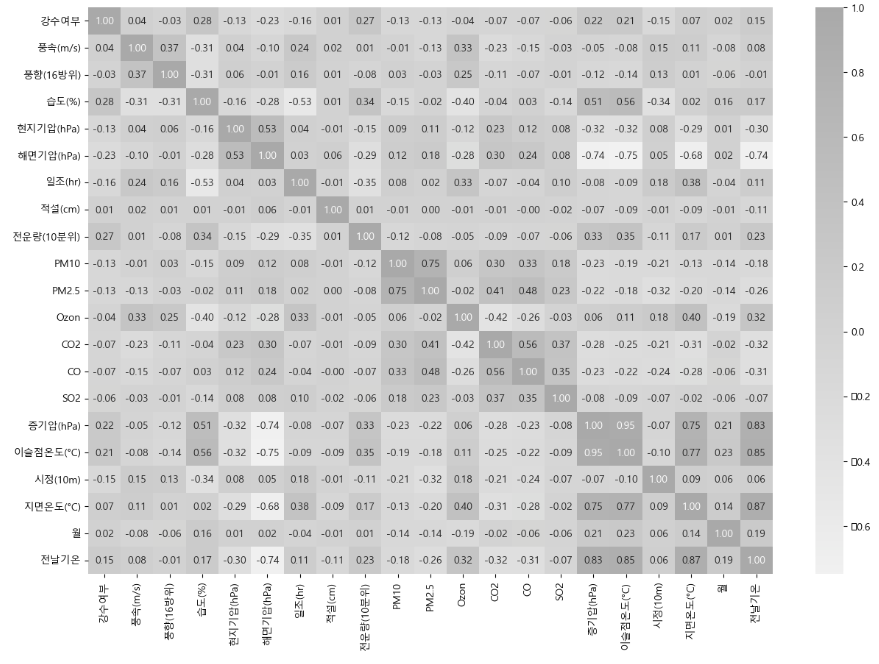 강수여부 1.00 0.04 -0.03 0.28 -0.13 -0.23 -0.16 0.01 0.27 -0.13 -0.13 -0.04 -0.07 -0.07 -0.06 0.22 0.21 -0.15 0.07 0.02 0.15
풍속(m/s) 0.04 1.00 0.37 -0.31 0.04 -0.10 0.24 0.02 0.01 -0.01 -0.13 0.33 -0.23 -0.15 -0.03 -0.05 -0.08 0.15 0.11 -0.08 0.08
풍향(16방위) -0.03 0.37 1.00 -0.31 0.06 -0.01 0.16 0.01 -0.08 0.03 -0.03 0.25 -0.11 -0.07 -0.01 -0.12 -0.14 0.13 0.01 -0.06 -0.01
습도(%) 0.28 -0.31 -0.31 1.00 -0.16 -0.28 -0.53 0.01 0.34 -0.15 -0.02 -0.40 -0.04 0.03 -0.14 0.51 0.56 -0.34 0.02 0.16 0.17
현지기압(hPa) -0.13 0.04 0.06 -0.16 1.00 0.53 0.04 -0.01 -0.15 0.09 0.11 -0.12 0.23 0.12 0.08 -0.32 -0.32 0.08 -0.29 0.01 -0.30
해면기압(hPa) -0.23 -0.10 -0.01 -0.28 0.53 1.00 0.03 0.06 -0.29 0.12 0.18 -0.28 0.30 0.24 0.08 -0.74 -0.75 0.05 -0.68 0.02 -0.74
일조(hr) -0.16 0.24 0.16 -0.53 0.04 0.03 1.00 -0.01 -0.35 0.08 0.02 0.33 -0.07 -0.04 0.10 -0.08 -0.09 0.18 0.38 -0.04 0.11
적설(cm) 0.01 0.02 0.01 0.01 -0.01 0.06 -0.01 1.00 0.01 -0.01 0.00 -0.01 -0.01 -0.00 -0.02 -0.07 -0.09 -0.01 -0.09 -0.01 -0.11
전운량(10분위) 0.27 0.01 -0.08 0.34 -0.15 -0.29 -0.35 0.01 1.00 -0.12 -0.08 -0.05 -0.09 -0.07 -0.06 0.33 0.35 -0.11 0.17 0.01 0.23
PM10 -0.13 -0.01 0.03 -0.15 0.09 0.12 0.08 -0.01 -0.12 1.00 0.75 0.06 0.30 0.33 0.18 -0.23 -0.19 -0.21 -0.13 -0.14 -0.18
PM2.5 -0.13 -0.13 -0.03 -0.02 0.11 0.18 0.02 0.00 -0.08 0.75 1.00 -0.02 0.41 0.48 0.23 -0.22 -0.18 -0.32 -0.20 -0.14 -0.26
Ozon -0.04 0.33 0.25 -0.40 -0.12 -0.28 0.33 -0.01 -0.05 0.06 -0.02 1.00 -0.42 -0.26 -0.03 0.06 0.11 0.18 0.40 -0.19 0.32
CO2 -0.07 -0.23 -0.11 -0.04 0.23 0.30 -0.07 -0.01 -0.09 0.30 0.41 -0.42 1.00 0.56 0.37 -0.28 -0.25 -0.21 -0.31 -0.02 -0.32
CO -0.07 -0.15 -0.07 0.03 0.12 0.24 -0.04 -0.00 -0.07 0.33 0.48 -0.26 0.56 1.00 0.35 -0.23 -0.22 -0.24 -0.28 -0.06 -0.31
SO2 -0.06 -0.03 -0.01 -0.14 0.08 0.08 0.10 -0.02 -0.06 0.18 0.23 -0.03 0.37 0.35 1.00 -0.08 -0.09 -0.07 -0.02 -0.06 -0.07
증기압(hPa) 0.22 -0.05 -0.12 0.51 -0.32 -0.74 -0.08 -0.07 0.33 -0.23 -0.22 0.06 -0.28 -0.23 -0.08 1.00 0.95 -0.07 0.75 0.21 0.83
이슬점온도(°C) 0.21 -0.08 -0.14 0.56 -0.32 -0.75 -0.09 -0.09 0.35 -0.19 -0.18 0.11 -0.25 -0.22 -0.09 0.95 1.00 -0.10 0.77 0.23 0.85
시정(10m) -0.15 0.15 0.13 -0.34 0.08 0.05 0.18 -0.01 -0.11 -0.21 -0.32 0.18 -0.21 -0.24 -0.07 -0.07 -0.10 1.00 0.09 0.06 0.06
지면온도(°C) 0.07 0.11 0.01 0.02 -0.29 -0.68 0.38 -0.09 0.17 -0.13 -0.20 0.40 -0.31 -0.28 -0.02 0.75 0.77 0.09 1.00 0.14 0.87
월 0.02 -0.08 -0.06 0.16 0.01 0.02 -0.04 -0.01 0.01 -0.14 -0.14 -0.19 -0.02 -0.06 -0.06 0.21 0.23 0.06 0.14 1.00 0.19
전날기온 0.15 0.08 -0.01 0.17 -0.30 -0.74 0.11 -0.11 0.23 -0.18 -0.26 0.32 -0.32 -0.31 -0.07 0.83 0.85 0.06 0.87 0.19 1.00
강수여부 풍속(m/s) 풍향(16방위) 습도(%) 현지기압(hPa) 해면기압(hPa) 일조(hr) 적설(cm) 전운량(10분위) PM10 PM2.5 Ozon CO2 CO SO2 증기압(hPa) 이슬점온도(°C) 시정(10m) 지면온도(°C) 월 전날기온
1.0
0.8
0.6
0.4
0.2
0.0
□0.2
□0.4
□0.6